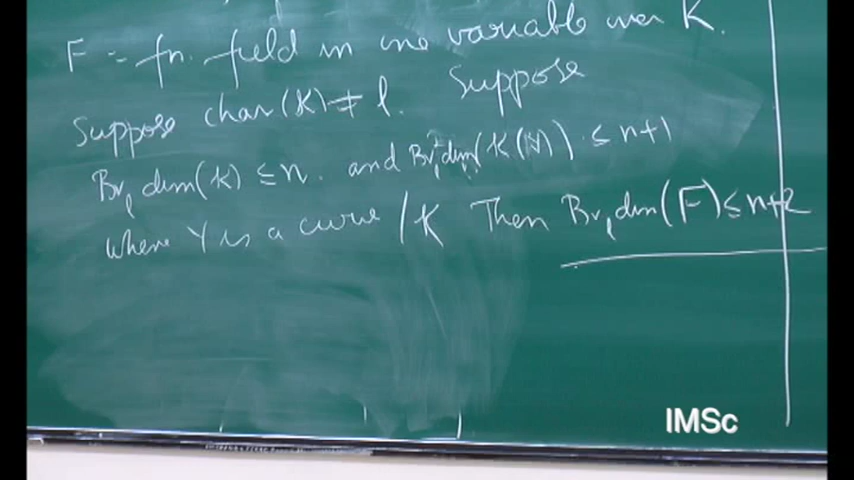 F = fn. field in one variable over K.
Suppose char(K) ≠ l. Suppose
Br_l dim(K) ≤ n. and Br_l dim(K(Y)) ≤ n+1
where Y is a curve /K Then Br_l dim(F) ≤ n+2
IMSc